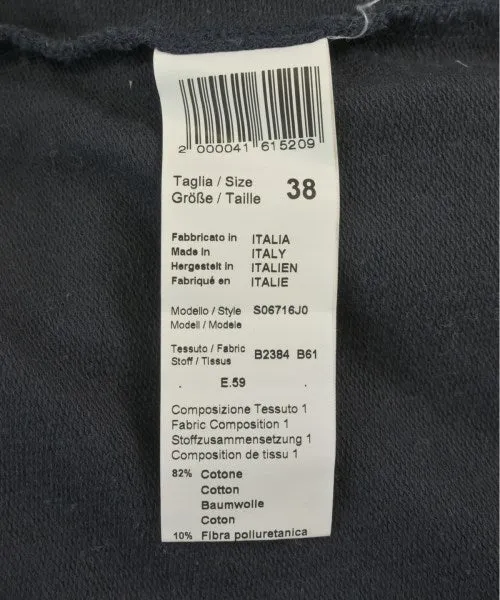 2 000041 615209
Taglia / Size 38
Größe / Taille
Fabbricato in ITALIA
Made in ITALY
Hergestelt in ITALIEN
Fabriqué en ITALIE
Modello / Style S06716J0
Modell / Modele
Tessuto / Fabric B2384 B61
Stoff / Tissus
. E.59 .
Composizione Tessuto 1
Fabric Composition 1
Stoffzusammensetzung 1
Composition de tissu 1
82% Cotone
Cotton
Baumwolle
Coton
10% Fibra poliuretanica